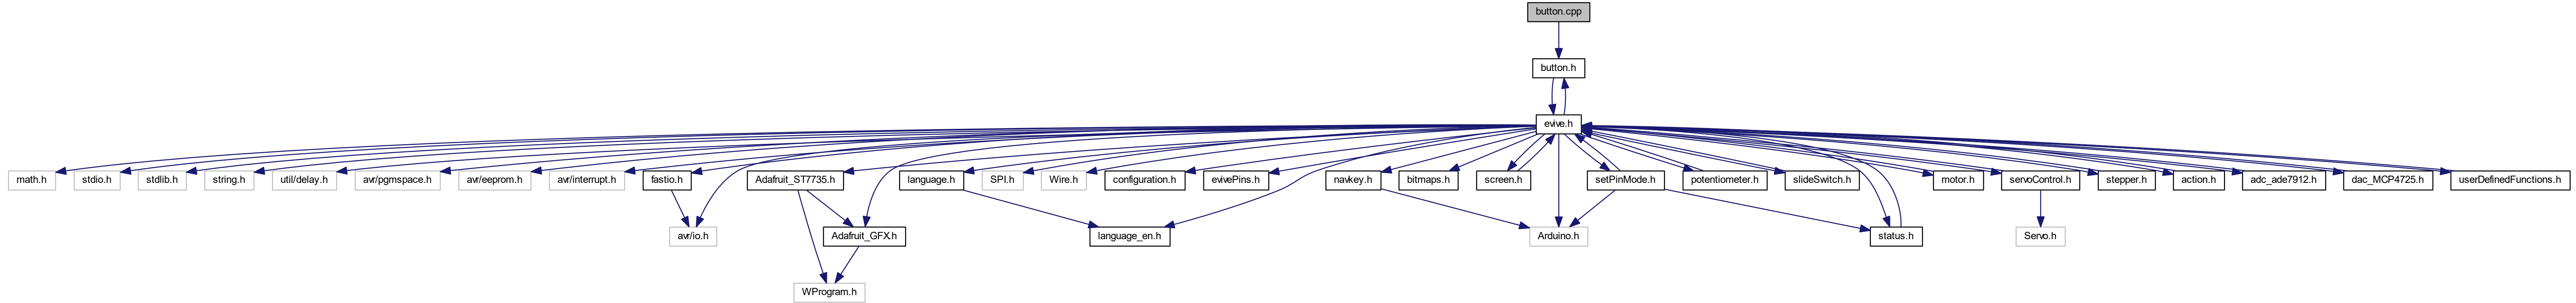 button.cpp
button.h
evive.h
math.h
stdio.h
stdlib.h
string.h
util/delay.h
avr/pgmspace.h
avr/eeprom.h
avr/interrupt.h
fastio.h
Adafruit_ST7735.h
language.h
SPI.h
Wire.h
configuration.h
evivePins.h
navkey.h
bitmaps.h
screen.h
setPinMode.h
potentiometer.h
slideSwitch.h
motor.h
servoControl.h
stepper.h
action.h
adc_ade7912.h
dac_MCP4725.h
userDefinedFunctions.h
avr/io.h
Adafruit_GFX.h
language_en.h
Arduino.h
status.h
Servo.h
WProgram.h